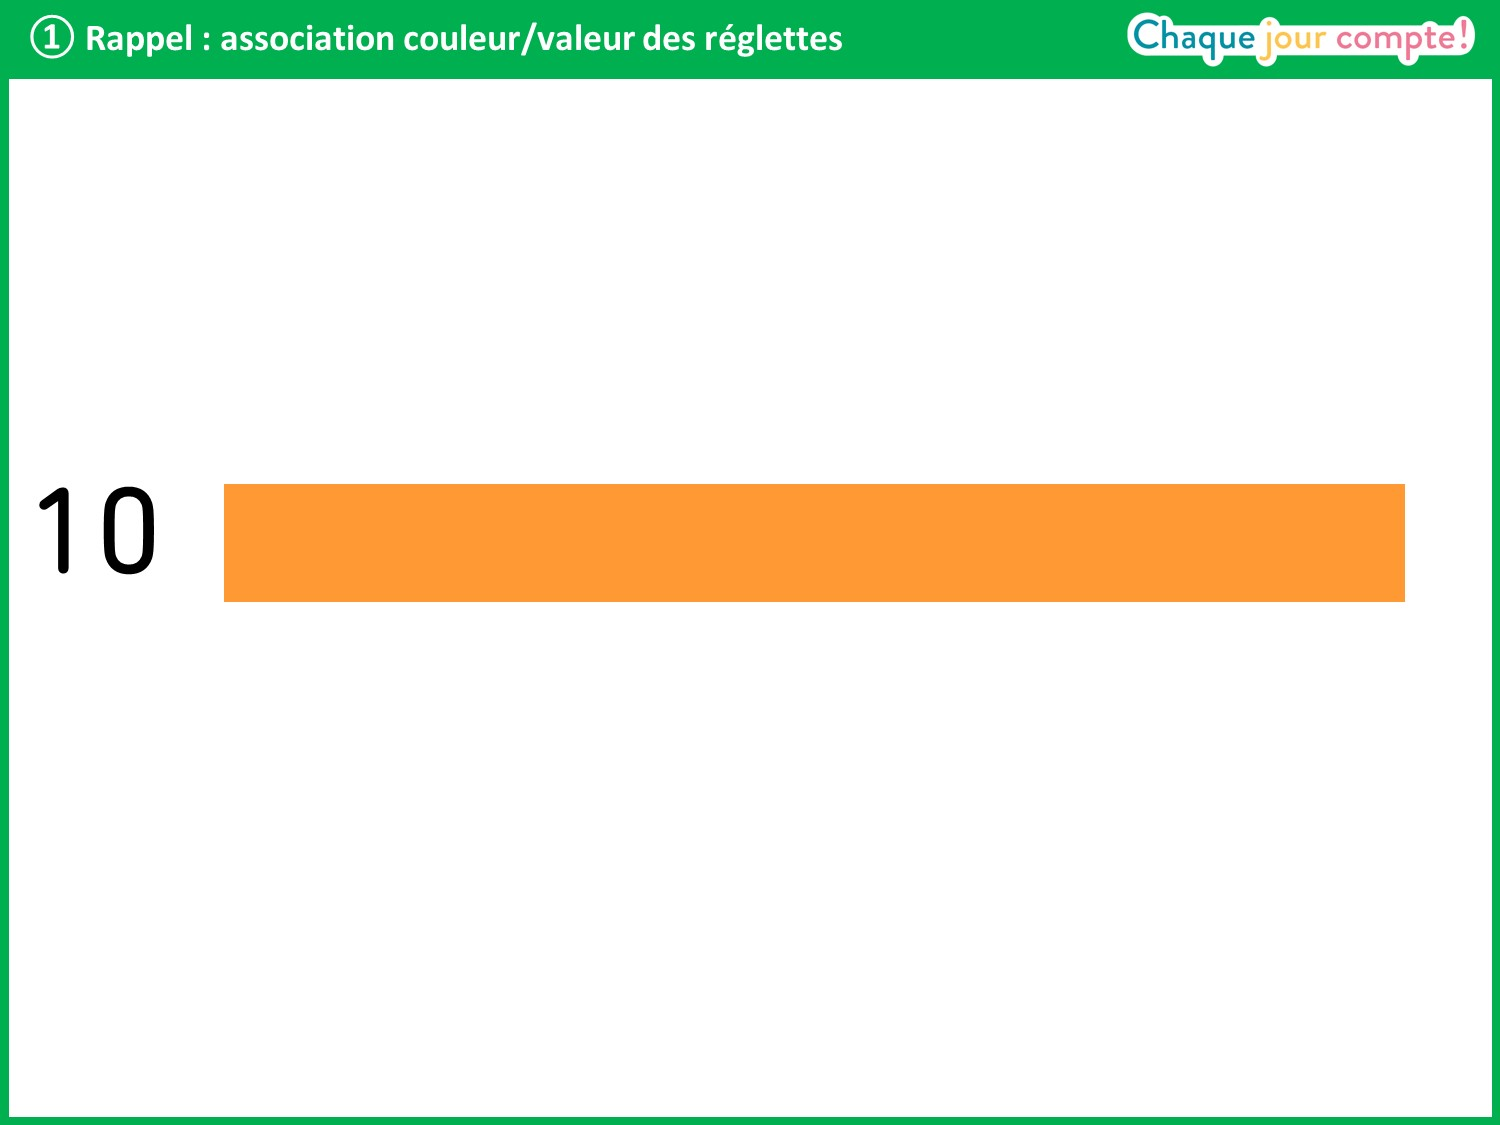 ① Rappel : association couleur/valeur des réglettes
Chaque jour compte!
10